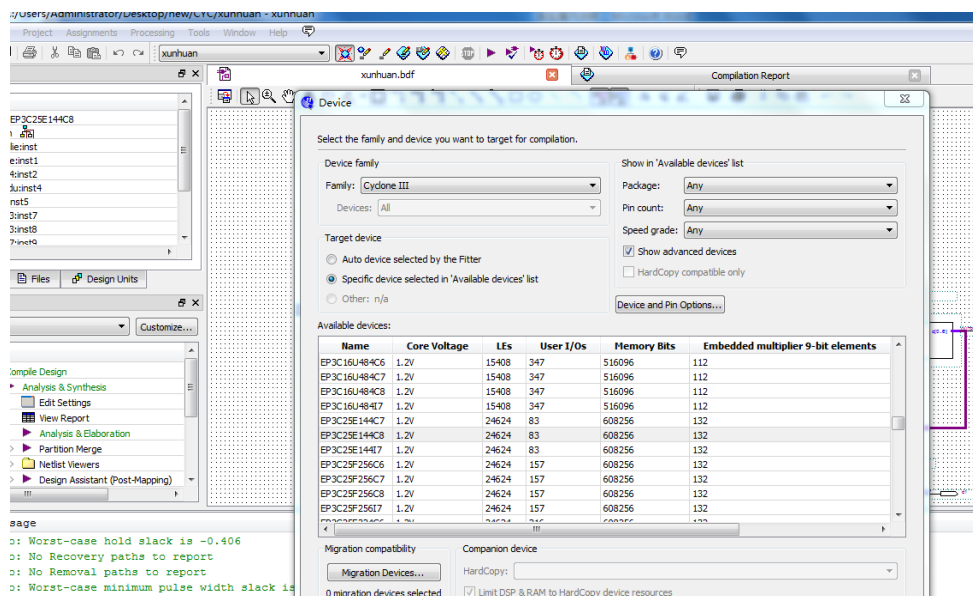 :/Users/Administrator/Desktop/new/CYC/xunhuan - xunhuan
Project Assignments Processing Tools Window Help
xunhuan
xunhuan.bdf
Compilation Report
EP3C25E144C8
lie:inst
e:inst1
4:inst2
du:inst4
nst5
3:inst7
3:inst8
7:inst9
Files
Design Units
Customize...
ompile Design
Analysis & Synthesis
Edit Settings
View Report
Analysis & Elaboration
Partition Merge
Netlist Viewers
Design Assistant (Post-Mapping)
Device
Select the family and device you want to target for compilation.
Device family
Family: Cyclone III
Devices: All
Show in 'Available devices' list
Package: Any
Pin count: Any
Speed grade: Any
Show advanced devices
HardCopy compatible only
Target device
Auto device selected by the Fitter
Specific device selected in 'Available devices' list
Other: n/a
Device and Pin Options...
Available devices:
Name Core Voltage LEs User I/Os Memory Bits Embedded multiplier 9-bit elements
EP3C16U484C6 1.2V 15408 347 516096 112
EP3C16U484C7 1.2V 15408 347 516096 112
EP3C16U484C8 1.2V 15408 347 516096 112
EP3C16U484I7 1.2V 15408 347 516096 112
EP3C25E144C7 1.2V 24624 83 608256 132
EP3C25E144C8 1.2V 24624 83 608256 132
EP3C25E144I7 1.2V 24624 83 608256 132
EP3C25F256C6 1.2V 24624 157 608256 132
EP3C25F256C7 1.2V 24624 157 608256 132
EP3C25F256C8 1.2V 24624 157 608256 132
EP3C25F256I7 1.2V 24624 157 608256 132
Migration compatibility
Migration Devices...
0 migration devices selected
Companion device
HardCopy:
Limit DSP & RAM to HardCopy device resources
sage
o: Worst-case hold slack is -0.406
o: No Recovery paths to report
o: No Removal paths to report
o: Worst-case minimum pulse width slack is